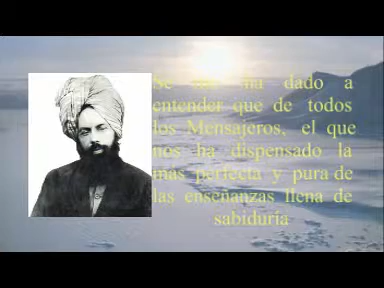 Se me ha dado a
entender que de todos
los Mensajeros, el que
nos ha dispensado la
más perfecta y pura de
las enseñanzas llena de
sabiduría